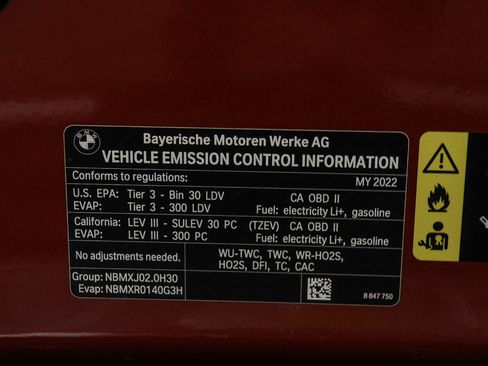 BMW
Bayerische Motoren Werke AG
VEHICLE EMISSION CONTROL INFORMATION
Conforms to regulations: MY 2022
U.S. EPA: Tier 3 - Bin 30 LDV CA OBD II
EVAP: Tier 3 - 300 LDV Fuel: electricity Li+, gasoline
California: LEV III - SULEV 30 PC (TZEV) CA OBD II
EVAP: LEV III - 300 PC Fuel: electricity Li+, gasoline
No adjustments needed. WU-TWC, TWC, WR-HO2S,
HO2S, DFI, TC, CAC
Group: NBMXJ02.0H30
Evap: NBMXR0140G3H
8 847 750